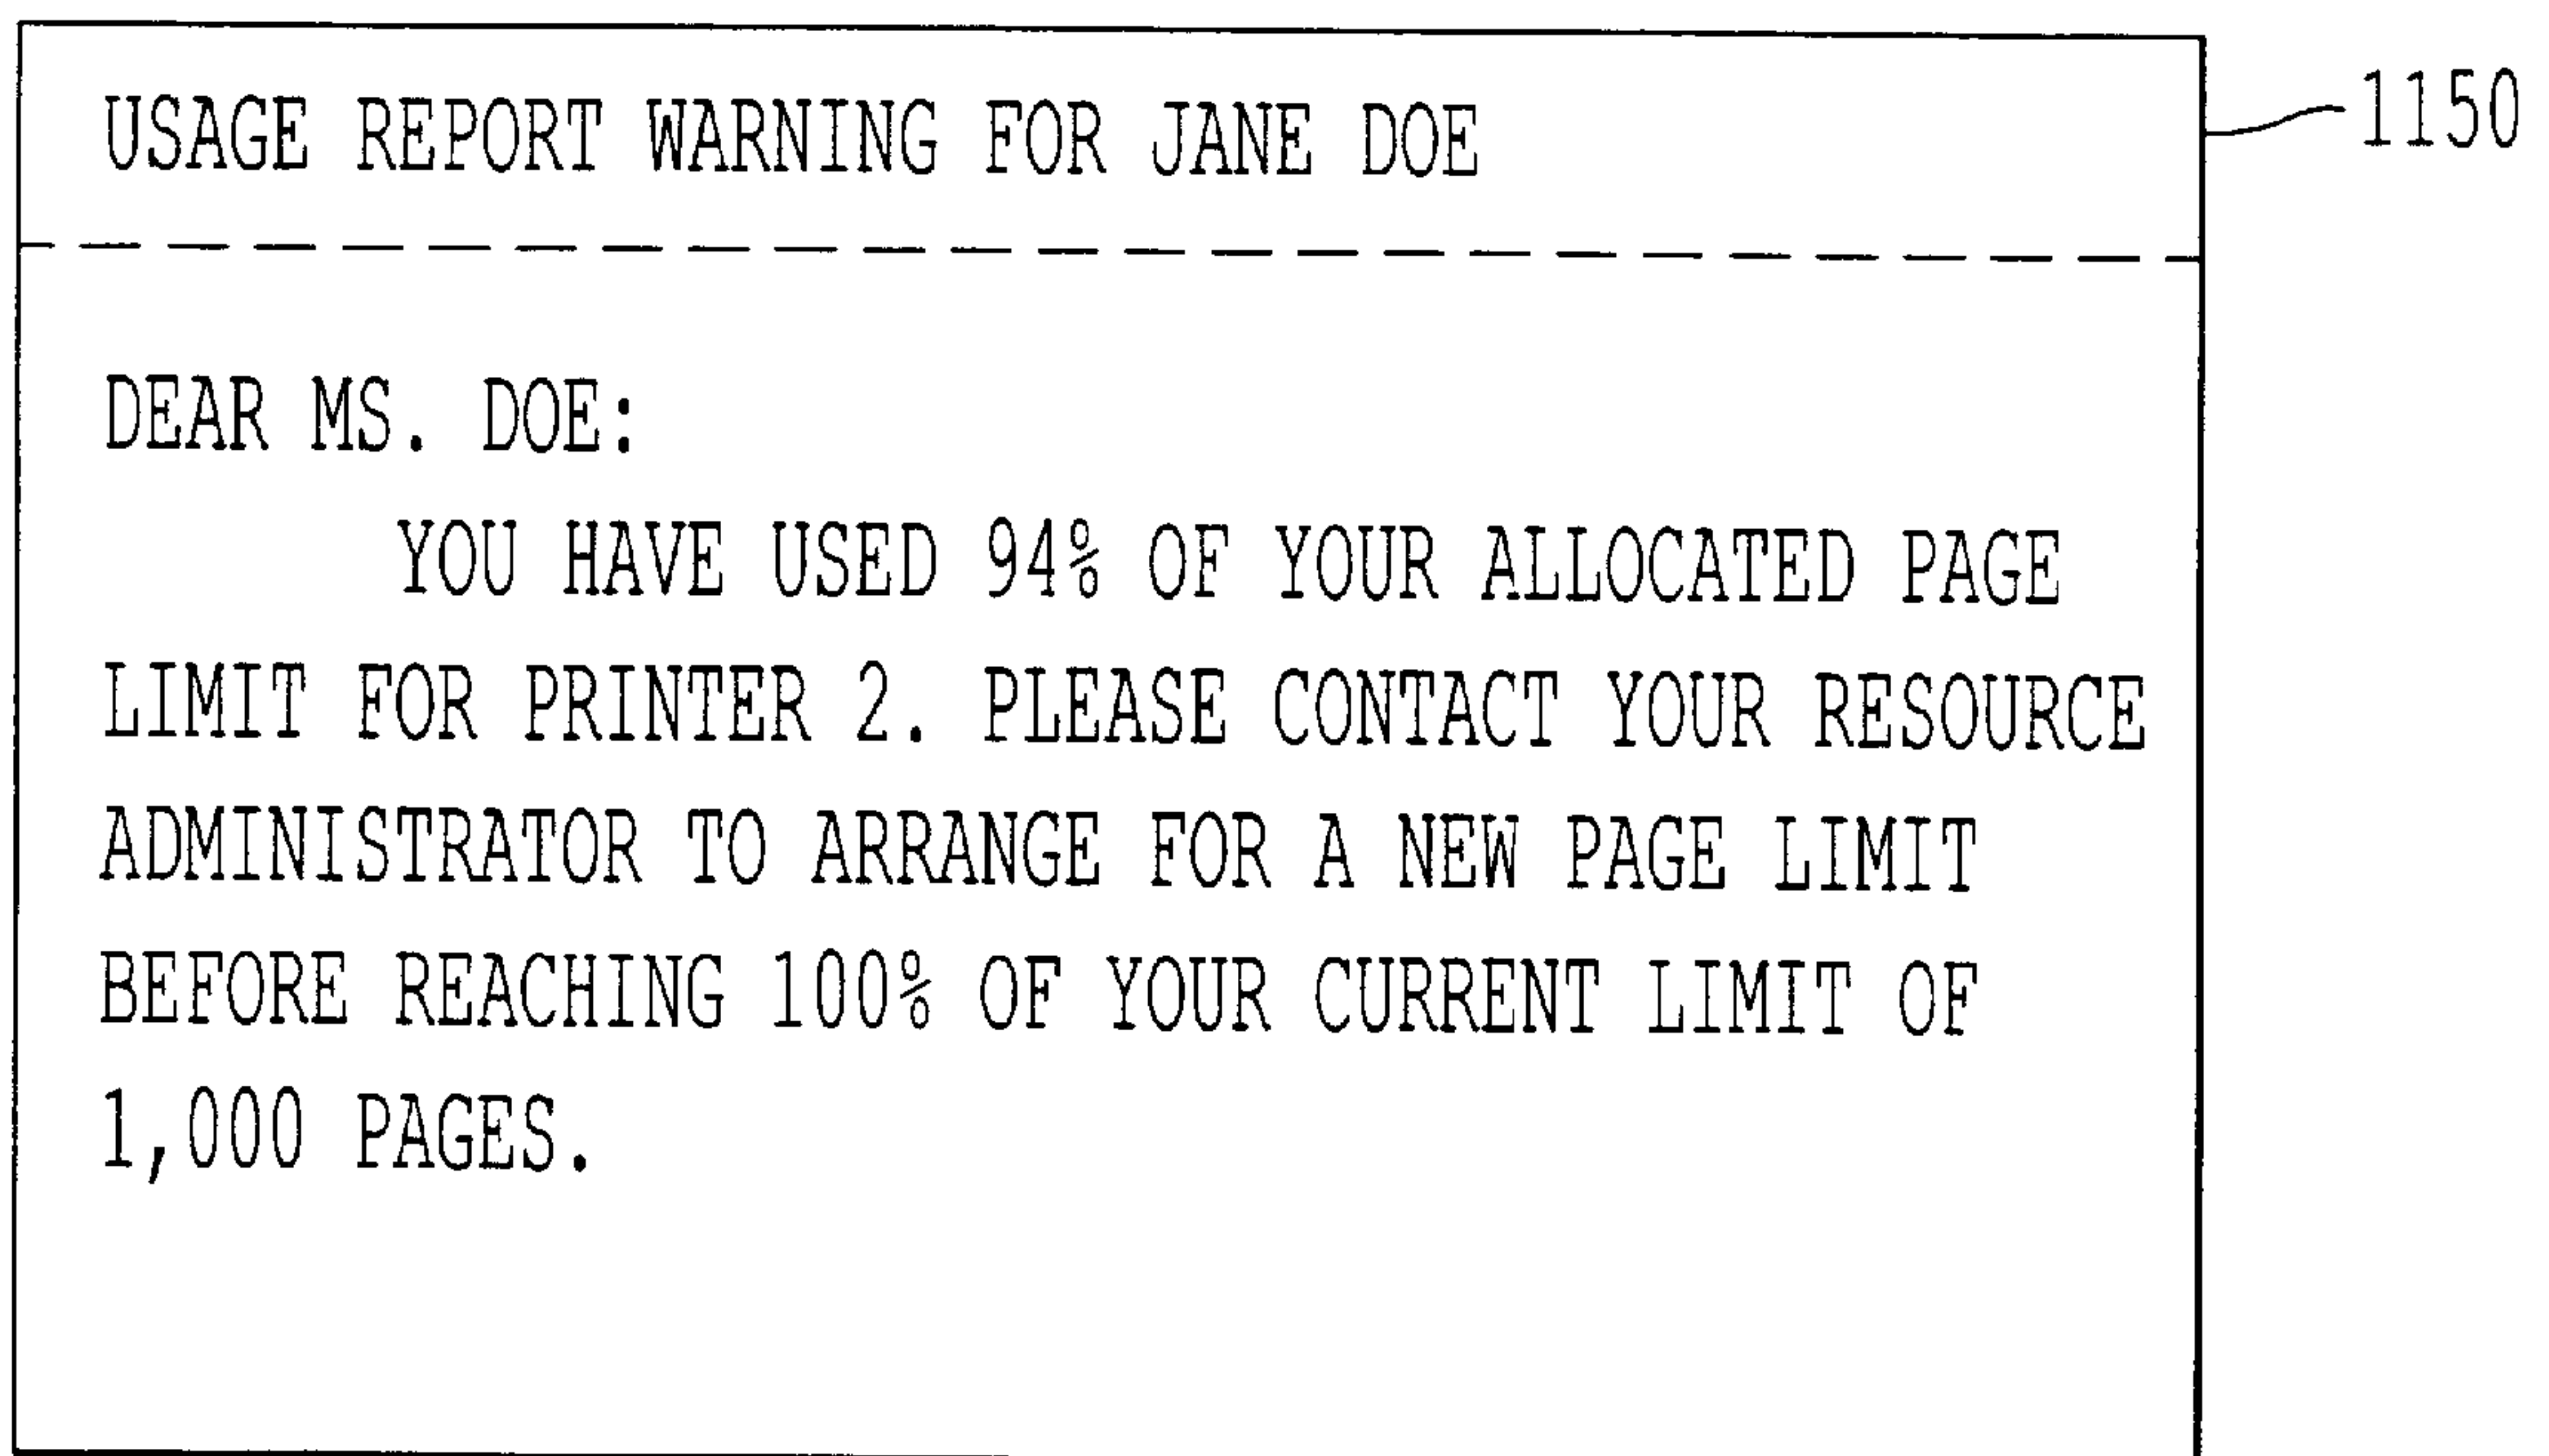 USAGE REPORT WARNING FOR JANE DOE
1150
DEAR MS. DOE:
YOU HAVE USED 94% OF YOUR ALLOCATED PAGE
LIMIT FOR PRINTER 2. PLEASE CONTACT YOUR RESOURCE
ADMINISTRATOR TO ARRANGE FOR A NEW PAGE LIMIT
BEFORE REACHING 100% OF YOUR CURRENT LIMIT OF
1,000 PAGES.